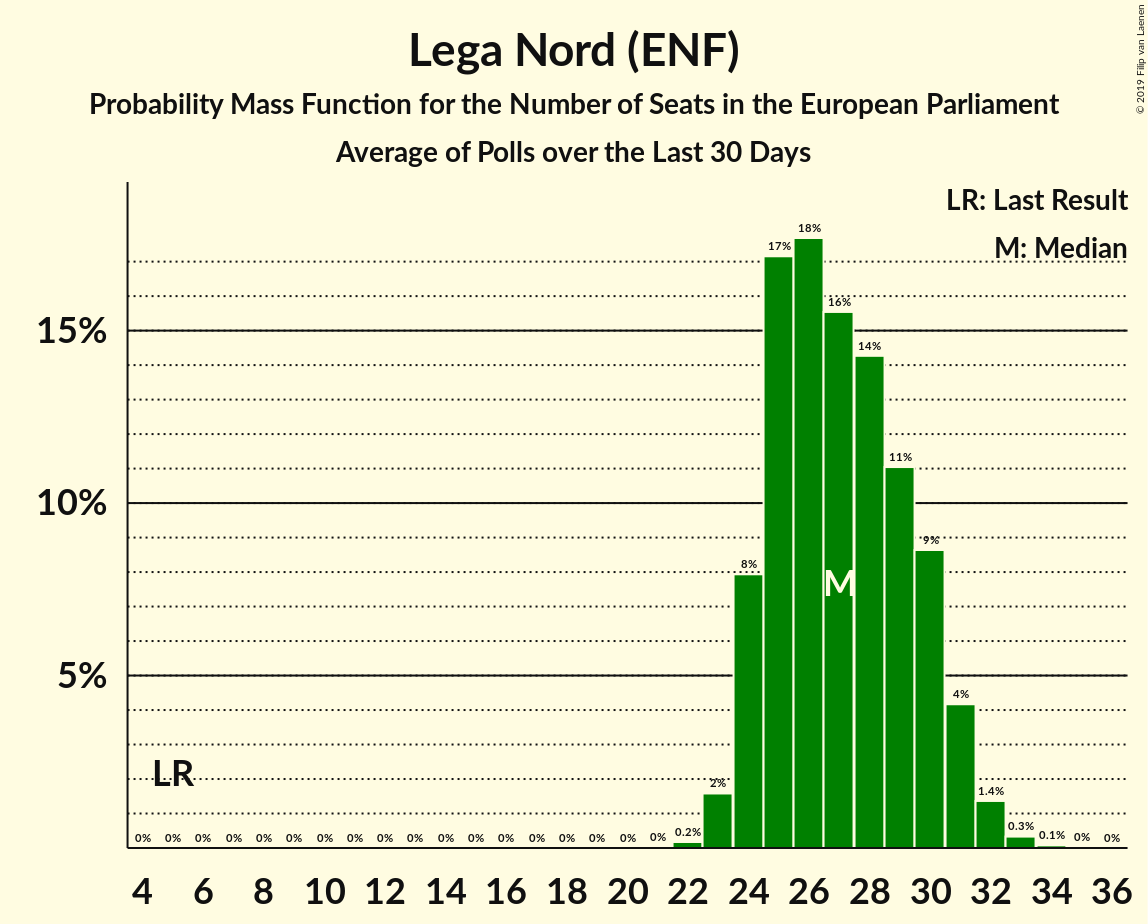 Lega Nord (ENF)
Probability Mass Function for the Number of Seats in the European Parliament
Average of Polls over the Last 30 Days
© 2019 Filip van Laenen
LR: Last Result
M: Median
18%
17%
16%
15%
14%
11%
10%
9%
8%
M
5%
4%
LR
2%
1.4%
0% 0% 0% 0% 0% 0% 0% 0% 0% 0% 0% 0% 0% 0% 0% 0% 0% 0% 0.2% 0.3% 0.1% 0% 0%
4 6 8 10 12 14 16 18 20 22 24 26 28 30 32 34 36